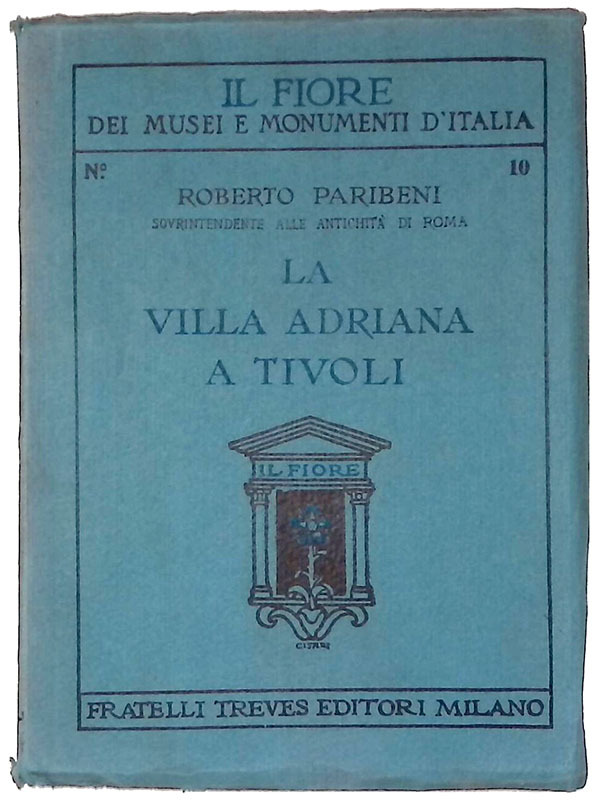 IL FIORE
DEI MUSEI E MONUMENTI D'ITALIA
Nº 10
ROBERTO PARIBENI
SOVRINTENDENTE ALLE ANTICHITÀ DI ROMA
LA
VILLA ADRIANA
A TIVOLI
IL FIORE
FRATELLI TREVES EDITORI MILANO